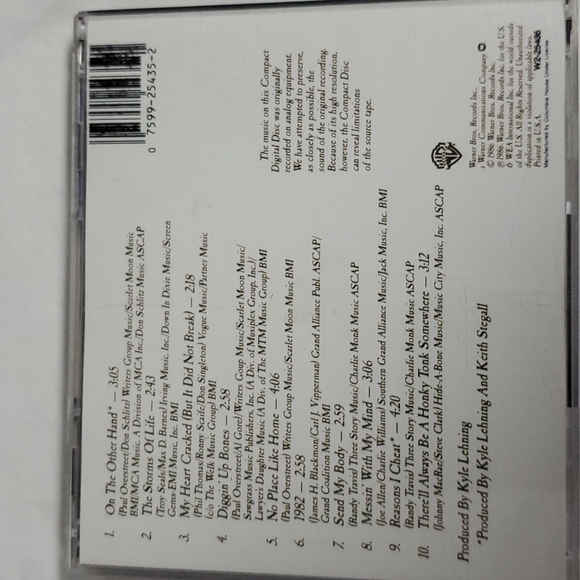 0 7599-25435-2
The music on this Compact
Digital Disc was originally
recorded on analog equipment.
We have attempted to preserve,
as closely as possible, the
sound of the original recording.
Because of its high resolution,
however, the Compact Disc
can reveal limitations
of the source tape.
1. On The Other Hand* — 3:05
(Paul Overstreet/Don Schlitz) Writers Group Music/Scarlet Moon Music
BMI/MCA Music, A Division of MCA Inc./Don Schlitz Music ASCAP
2. The Storms Of Life — 2:43
(Troy Seals/Max D. Barnes) Irving Music, Inc./Down In Dixie Music/Screen
Gems-EMI Music, Inc. BMI
3. My Heart Cracked (But It Did Not Break) — 2:18
(Phil Thomas/Ronny Scaife/Don Singleton) Vogue Music/Partner Music
(c/o The Welk Music Group) BMI
4. Diggin' Up Bones — 2:58
(Paul Overstreet/Al Gore) Writers Group Music/Scarlet Moon Music/
Sawgrass Music Publishers, Inc. (A Div. of Musiplex Group, Inc.)/
Lawyers Daughter Music (A Div. of The MTM Music Group) BMI
5. No Place Like Home — 4:06
(Paul Overstreet) Writers Group Music/Scarlet Moon Music BMI
6. 1982 — 2:58
(James H. Blackmon/Carl J. Vipperman) Grand Alliance Publ. ASCAP/
Grand Coalition Music BMI
7. Send My Body — 2:59
(Randy Travis) Three Story Music/Charlie Monk Music ASCAP
8. Messin With My Mind — 3:06
(Joe Allen/Charlie Williams) Southern Grand Alliance Music/Jack Music, Inc. BMI
9. Reasons I Cheat* — 4:20
(Randy Travis) Three Story Music/Charlie Monk Music ASCAP
10. There'll Always Be A Honky Tonk Somewhere — 3:12
(Johnny MacRae/Steve Clark) Hide-A-Bone Music/Music City Music, Inc. ASCAP
Produced By Kyle Lehning
*Produced By Kyle Lehning And Keith Stegall
WB
Warner Bros. Records Inc.,
a Warner Communications Company
© 1986 Warner Bros. Records Inc.
℗ 1986 Warner Bros. Records Inc. for the U.S.
& WEA International Inc. for the world outside
of the U.S. All Rights Reserved. Unauthorized
duplication is a violation of applicable laws.
Printed in U.S.A.
W2-25435
Manufactured by Columbia House Under License